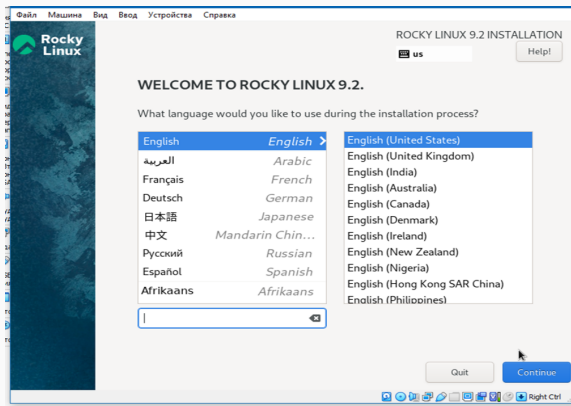 Файл Машина Вид Ввод Устройства Справка
Rocky
Linux
ROCKY LINUX 9.2 INSTALLATION
us
Help!
WELCOME TO ROCKY LINUX 9.2.
What language would you like to use during the installation process?
English English
العربية Arabic
Français French
Deutsch German
日本語 Japanese
中文 Mandarin Chin...
Русский Russian
Español Spanish
Afrikaans Afrikaans
English (United States)
English (United Kingdom)
English (India)
English (Australia)
English (Canada)
English (Denmark)
English (Ireland)
English (New Zealand)
English (Nigeria)
English (Hong Kong SAR China)
English (Philippines)
Quit
Continue
Right Ctrl